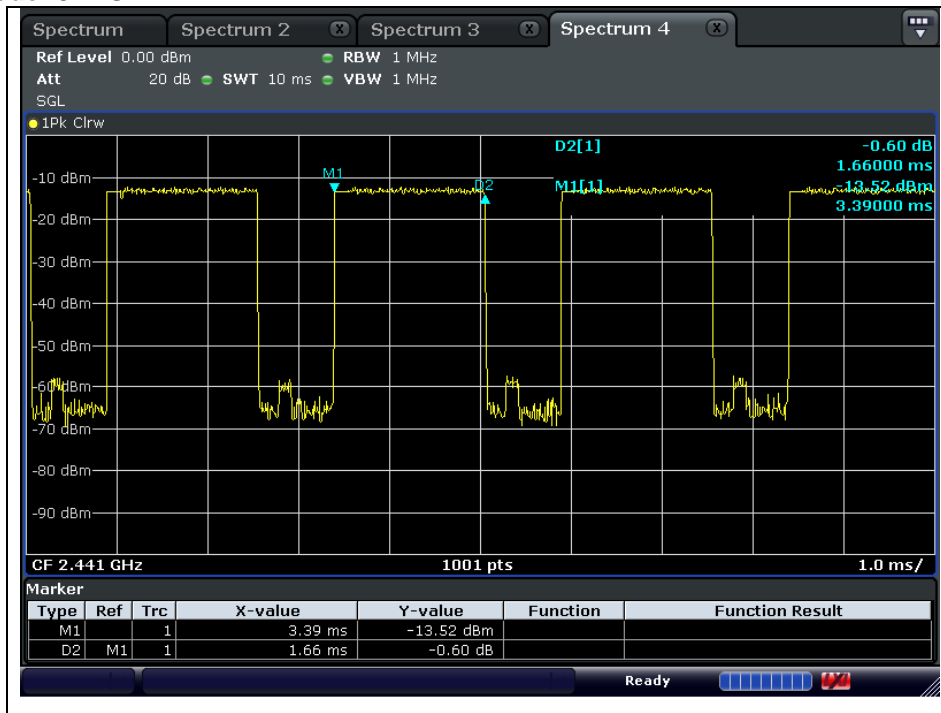 Spectrum Spectrum 2 X Spectrum 3 X Spectrum 4 X
Ref Level 0.00 dBm RBW 1 MHz
Att 20 dB SWT 10 ms VBW 1 MHz
SGL
1Pk Clrw
D2[1] -0.60 dB
1.66000 ms
M1[1] -13.52 dBm
3.39000 ms
M1
D2
-10 dBm
-20 dBm
-30 dBm
-40 dBm
-50 dBm
-60 dBm
-70 dBm
-80 dBm
-90 dBm
CF 2.441 GHz 1001 pts 1.0 ms/
Marker
Type Ref Trc X-value Y-value Function Function Result
M1 1 3.39 ms -13.52 dBm
D2 M1 1 1.66 ms -0.60 dB
Ready